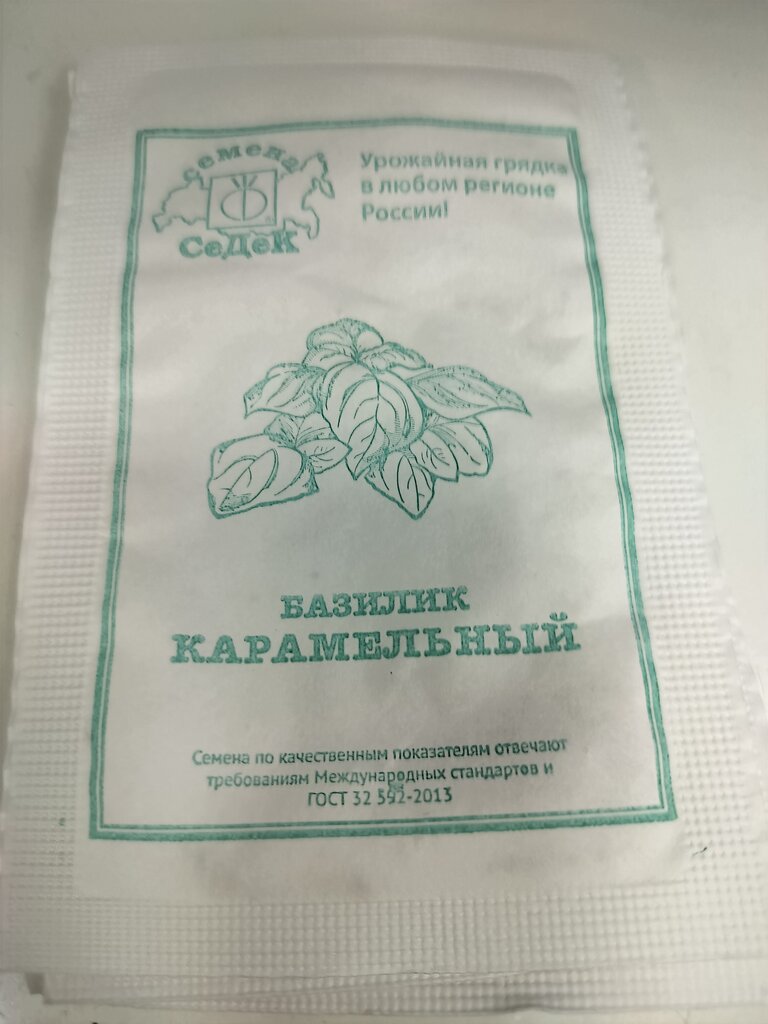 семена
СеДеК
Урожайная грядка
в любом регионе
России!
БАЗИЛИК
КАРАМЕЛЬНЫЙ
Семена по качественным показателям отвечают
требованиям Международных стандартов и
ГОСТ 32 592-2013